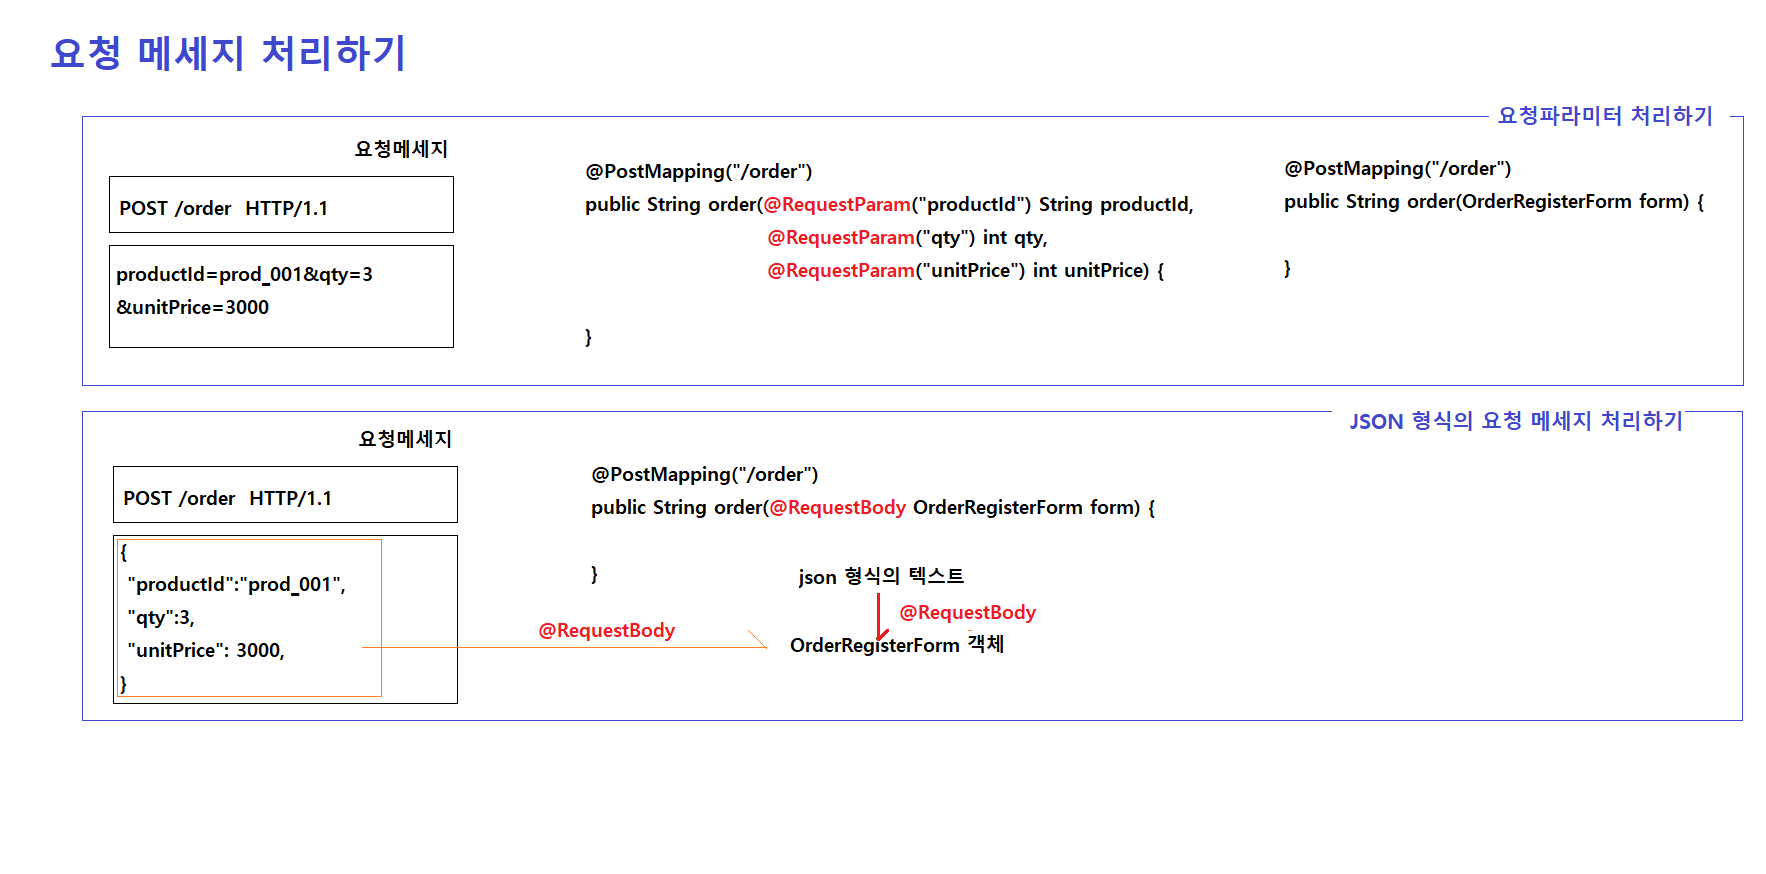 요청 메세지 처리하기
요청파라미터 처리하기
요청메세지
POST /order  HTTP/1.1
productId=prod_001&qty=3
&unitPrice=3000
@PostMapping("/order")
public String order(@RequestParam("productId") String productId,
@RequestParam("qty") int qty,
@RequestParam("unitPrice") int unitPrice) {
}
@PostMapping("/order")
public String order(OrderRegisterForm form) {
}
JSON 형식의 요청 메세지 처리하기
요청메세지
POST /order  HTTP/1.1
{
"productId":"prod_001",
"qty":3,
"unitPrice": 3000,
}
@PostMapping("/order")
public String order(@RequestBody OrderRegisterForm form) {
}
@RequestBody
json 형식의 텍스트
@RequestBody
OrderRegisterForm 객체